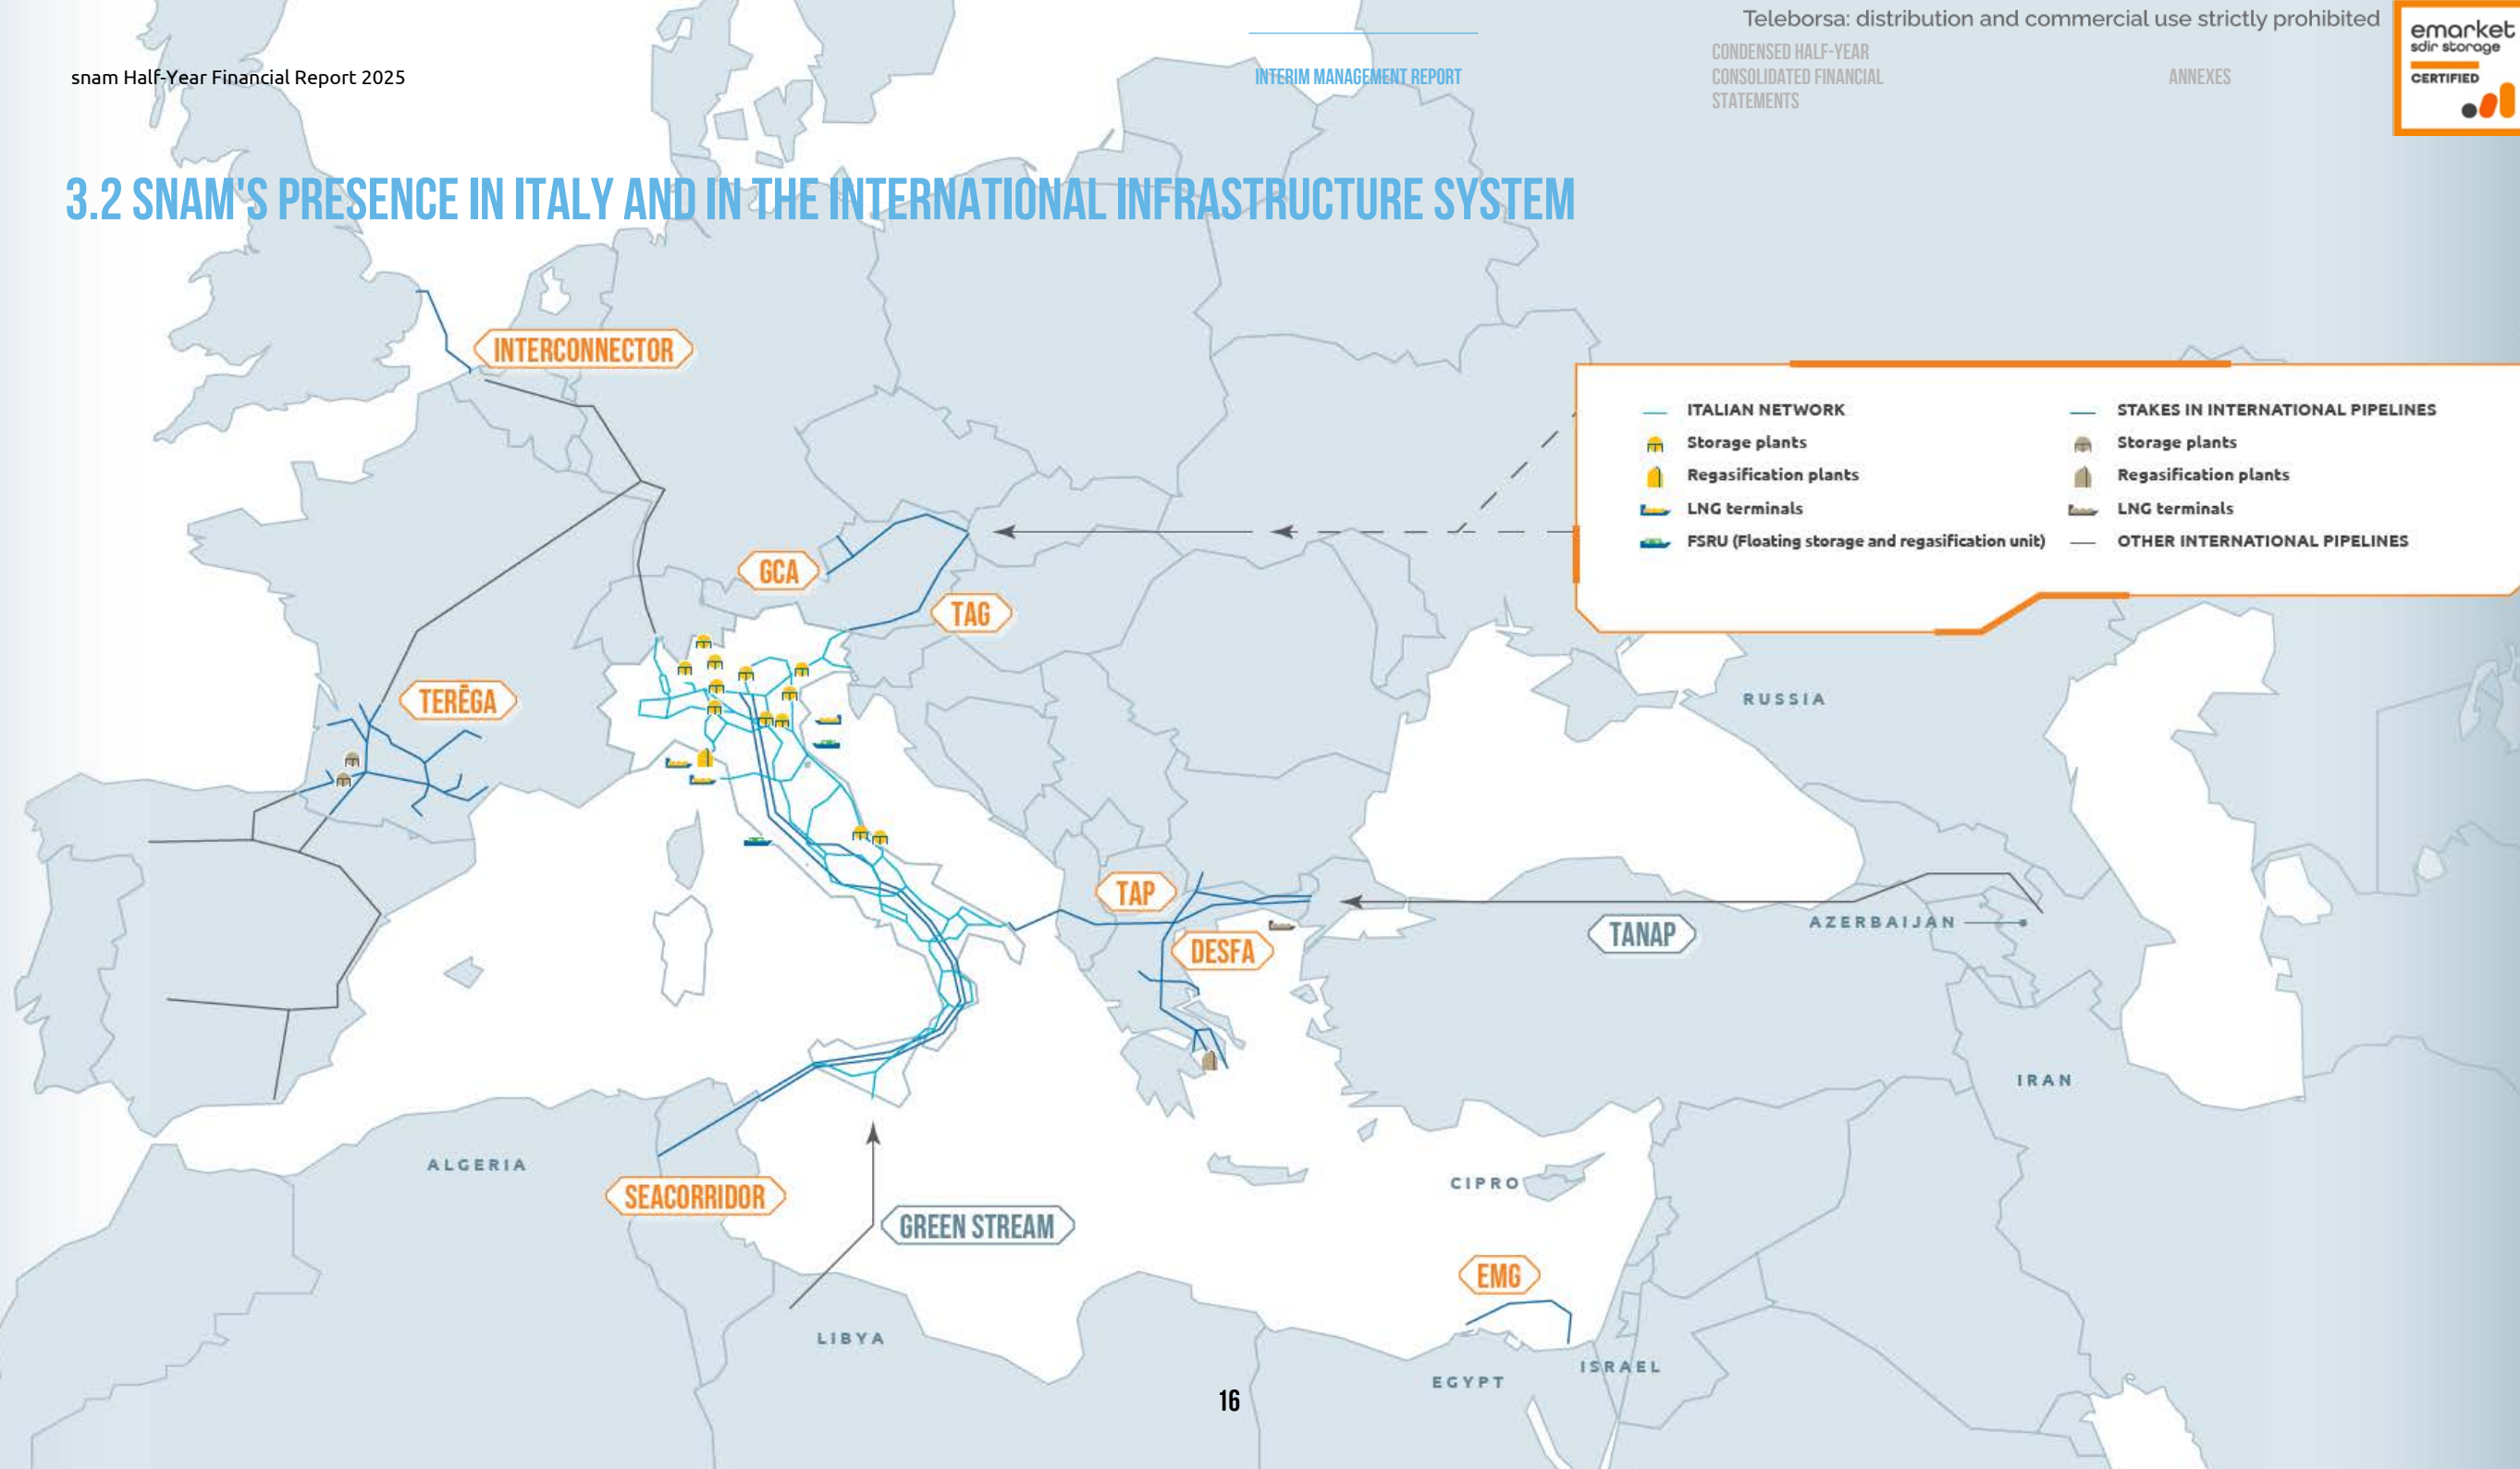 Teleborsa: distribution and commercial use strictly prohibited
emarket
sdir storage
CERTIFIED
snam Half-Year Financial Report 2025
INTERIM MANAGEMENT REPORT
CONDENSED HALF-YEAR
CONSOLIDATED FINANCIAL
STATEMENTS
ANNEXES
3.2 SNAM'S PRESENCE IN ITALY AND IN THE INTERNATIONAL INFRASTRUCTURE SYSTEM
INTERCONNECTOR
ITALIAN NETWORK
Storage plants
Regasification plants
LNG terminals
FSRU (Floating storage and regasification unit)
STAKES IN INTERNATIONAL PIPELINES
Storage plants
Regasification plants
LNG terminals
OTHER INTERNATIONAL PIPELINES
GCA
TAG
TERĒGA
RUSSIA
TAP
DESFA
TANAP
AZERBAIJAN
IRAN
ALGERIA
SEACORRIDOR
GREEN STREAM
CIPRO
EMG
LIBYA
ISRAEL
EGYPT
16